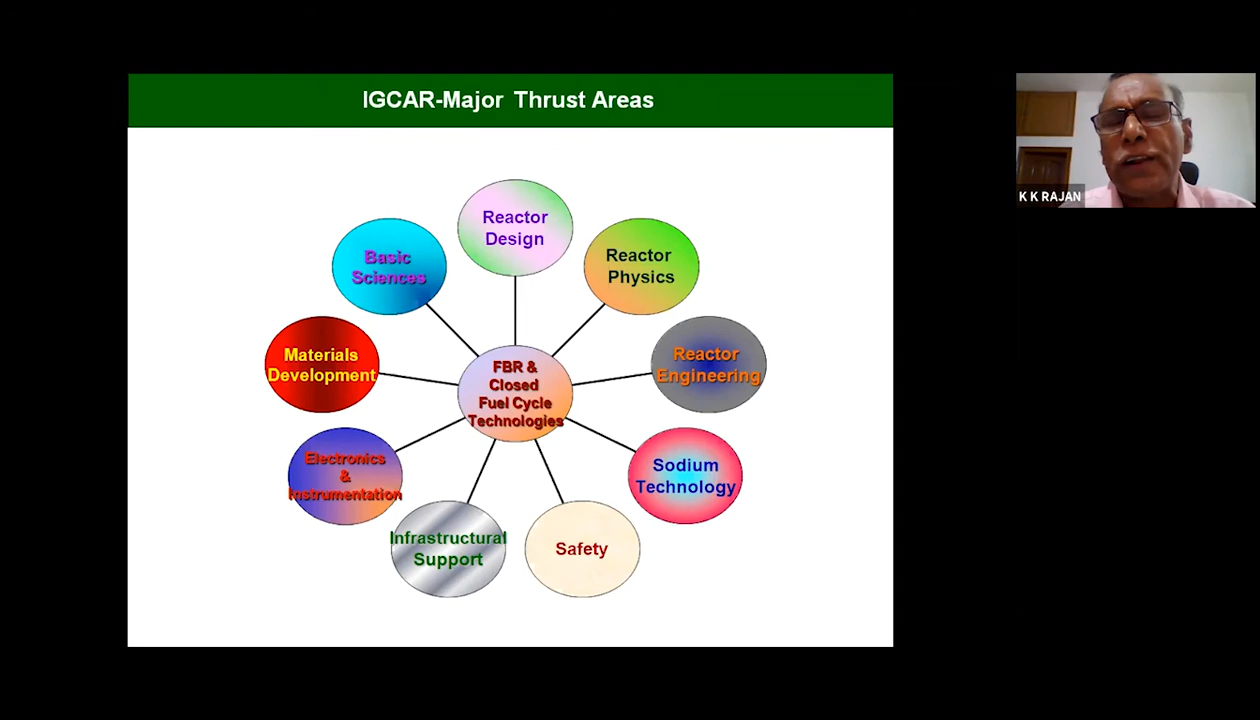 IGCAR-Major Thrust Areas
Reactor
Design
Reactor
Physics
Reactor
Engineering
Sodium
Technology
Safety
Infrastructural
Support
Electronics
&
Instrumentation
Materials
Development
Basic
Sciences
FBR &
Closed
Fuel Cycle
Technologies
K K RAJAN